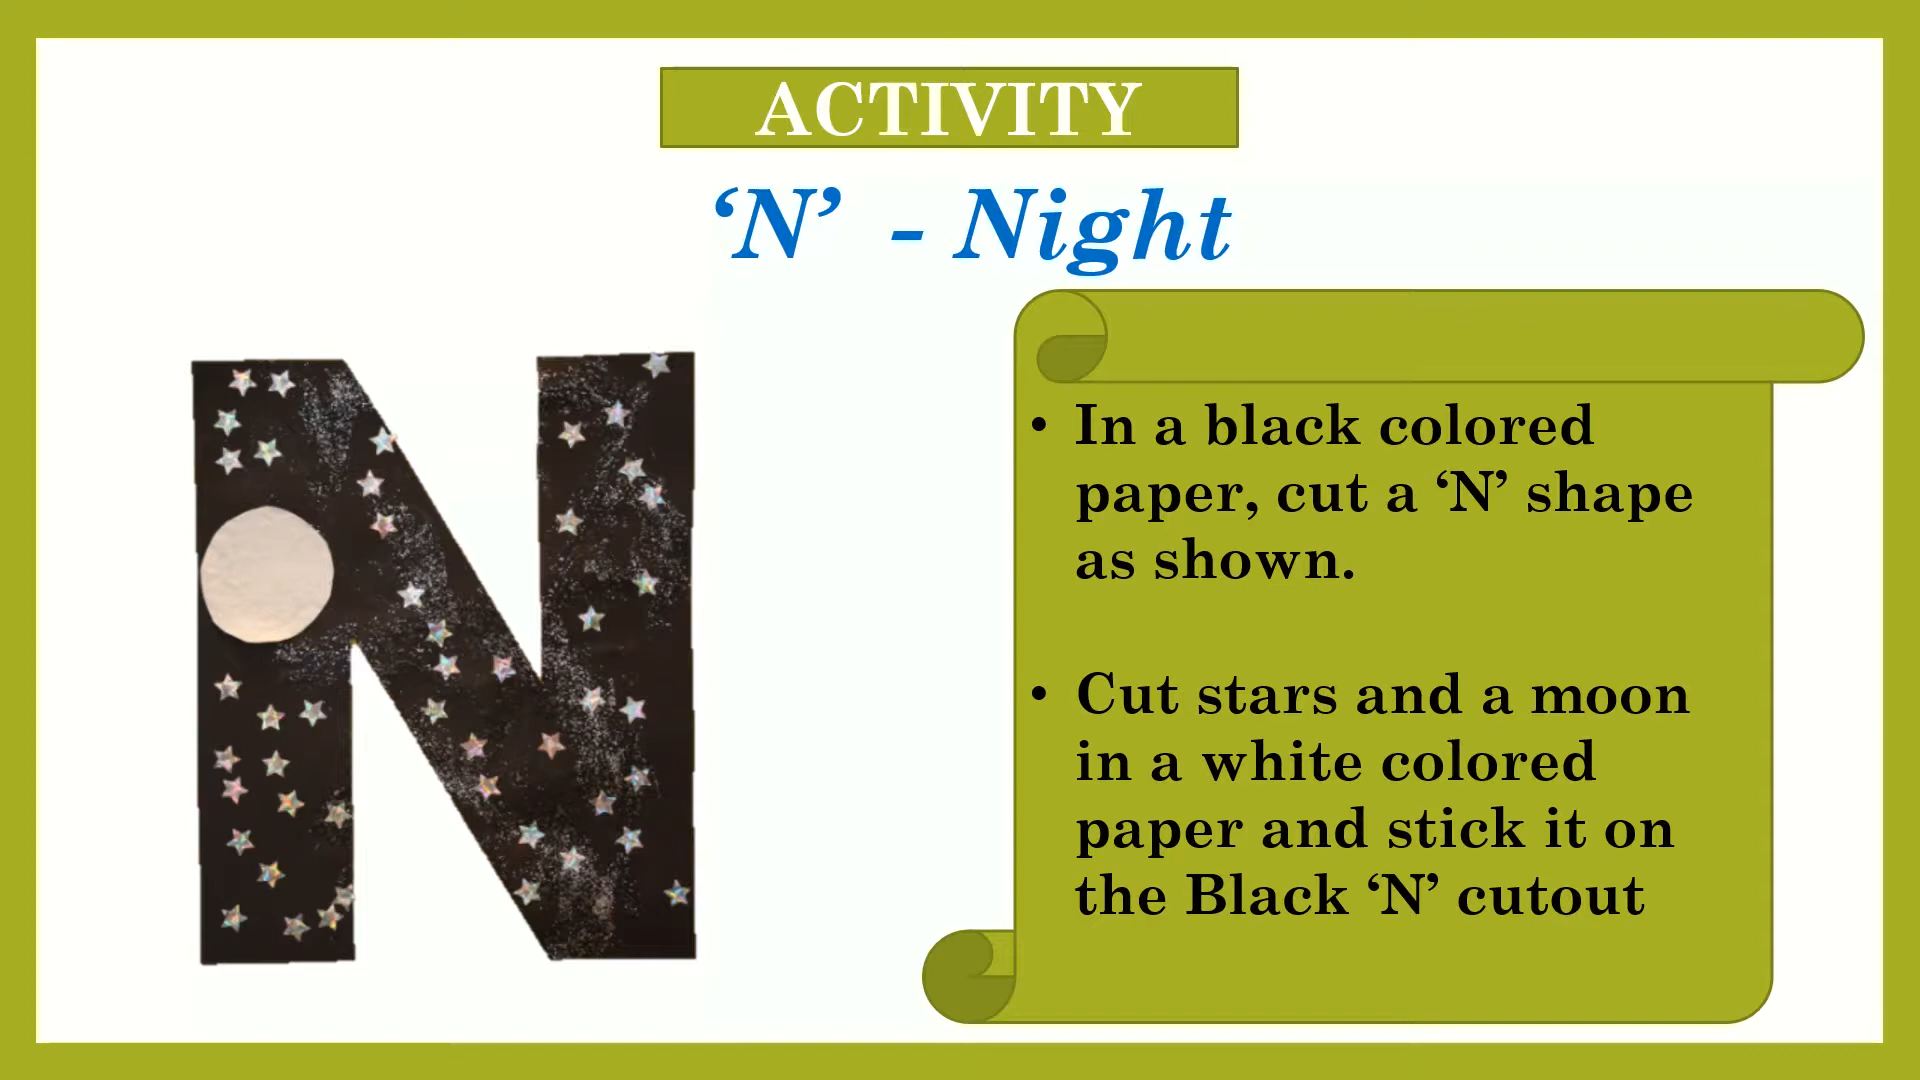 ACTIVITY
‘N’ - Night
• In a black colored
paper, cut a ‘N’ shape
as shown.
• Cut stars and a moon
in a white colored
paper and stick it on
the Black ‘N’ cutout